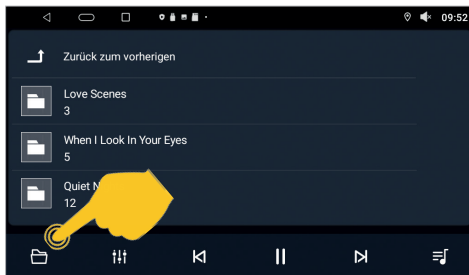 09:52
Zurück zum vorherigen
Love Scenes
3
When I Look In Your Eyes
5
Quiet
12